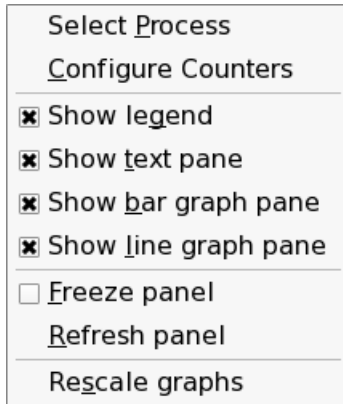 Select Process
Configure Counters
Show legend
Show text pane
Show bar graph pane
Show line graph pane
Freeze panel
Refresh panel
Rescale graphs